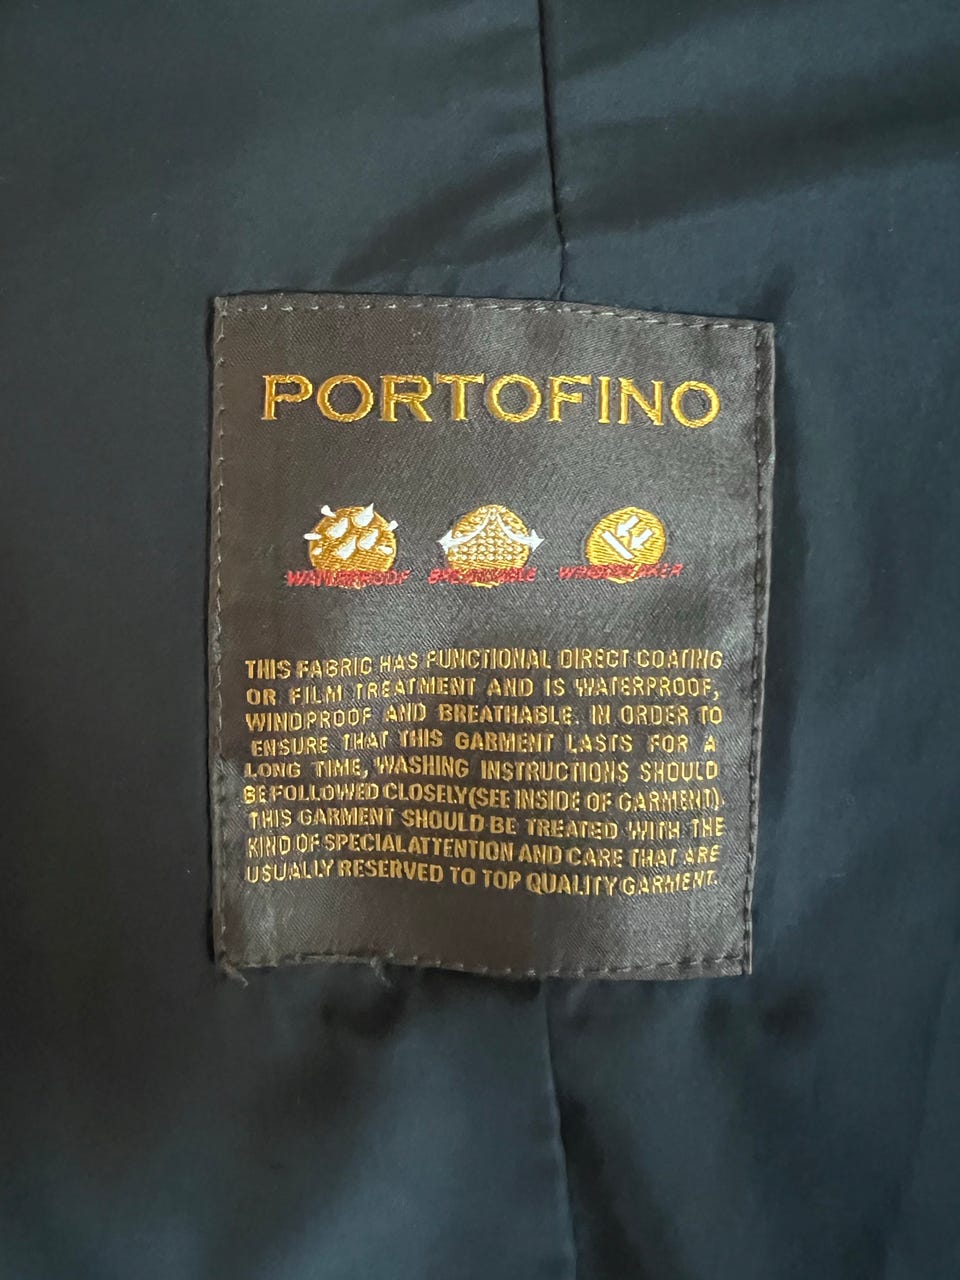 PORTOFINO
WATERPROOF BREATHABLE WINDBREAKER
THIS FABRIC HAS FUNCTIONAL DIRECT COATING
OR FILM TREATMENT AND IS WATERPROOF,
WINDPROOF AND BREATHABLE. IN ORDER TO
ENSURE THAT THIS GARMENT LASTS FOR A
LONG TIME, WASHING INSTRUCTIONS SHOULD
BE FOLLOWED CLOSELY(SEE INSIDE OF GARMENT).
THIS GARMENT SHOULD BE TREATED WITH THE
KIND OF SPECIAL ATTENTION AND CARE THAT ARE
USUALLY RESERVED TO TOP QUALITY GARMENT.